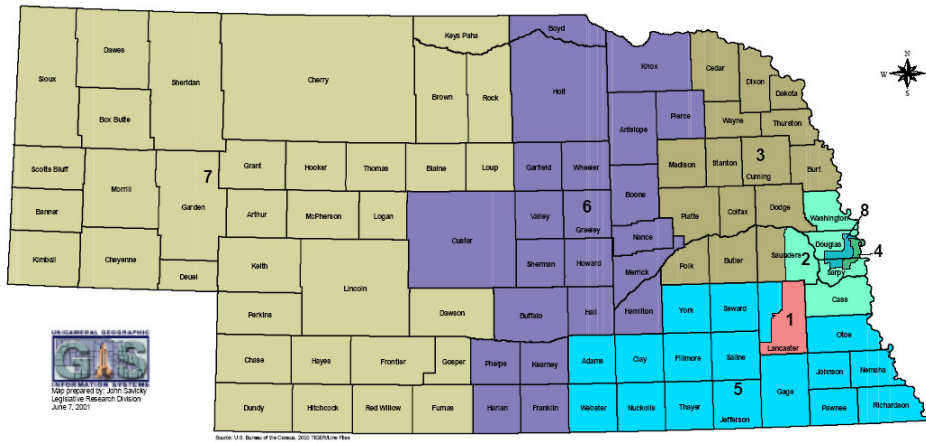 Boyd
Keya Paha
Knox
Cedar
Dawes
Dixon
N
Sioux
Sheridan
Cherry
W
E
Holt
Dakota
Brown
Rock
S
Pierce
Box Butte
Wayne
Thurston
Antelope
Madison
Stanton
3
Scotts Bluff
Grant
Hooker
Thomas
Blaine
Loup
Garfield
Wheeler
Burt
7
Cuming
Morrill
Garden
Boone
Banner
Arthur
McPherson
Logan
6
Platte
Colfax
Dodge
8
Custer
Valley
Greeley
Washington
Nance
Douglas
Kimball
Cheyenne
Keith
Sherman
Howard
Merrick
Polk
Butler
Saunders
2
4
Deuel
Sarpy
Lincoln
Perkins
Dawson
Buffalo
Hall
Hamilton
York
Seward
1
Cass
Otoe
UNICAMERAL GEOGRAPHIC
GIS
INFORMATION SYSTEMS
Map prepared by: John Savicky
Legislative Research Division
June 7, 2001
Chase
Hayes
Frontier
Gosper
Phelps
Kearney
Adams
Clay
Fillmore
Saline
Lancaster
Johnson
Nemaha
5
Gage
Dundy
Hitchcock
Red Willow
Furnas
Harlan
Franklin
Webster
Nuckolls
Thayer
Jefferson
Pawnee
Richardson
Source: U.S. Bureau of the Census, 2000 TIGER/Line Files